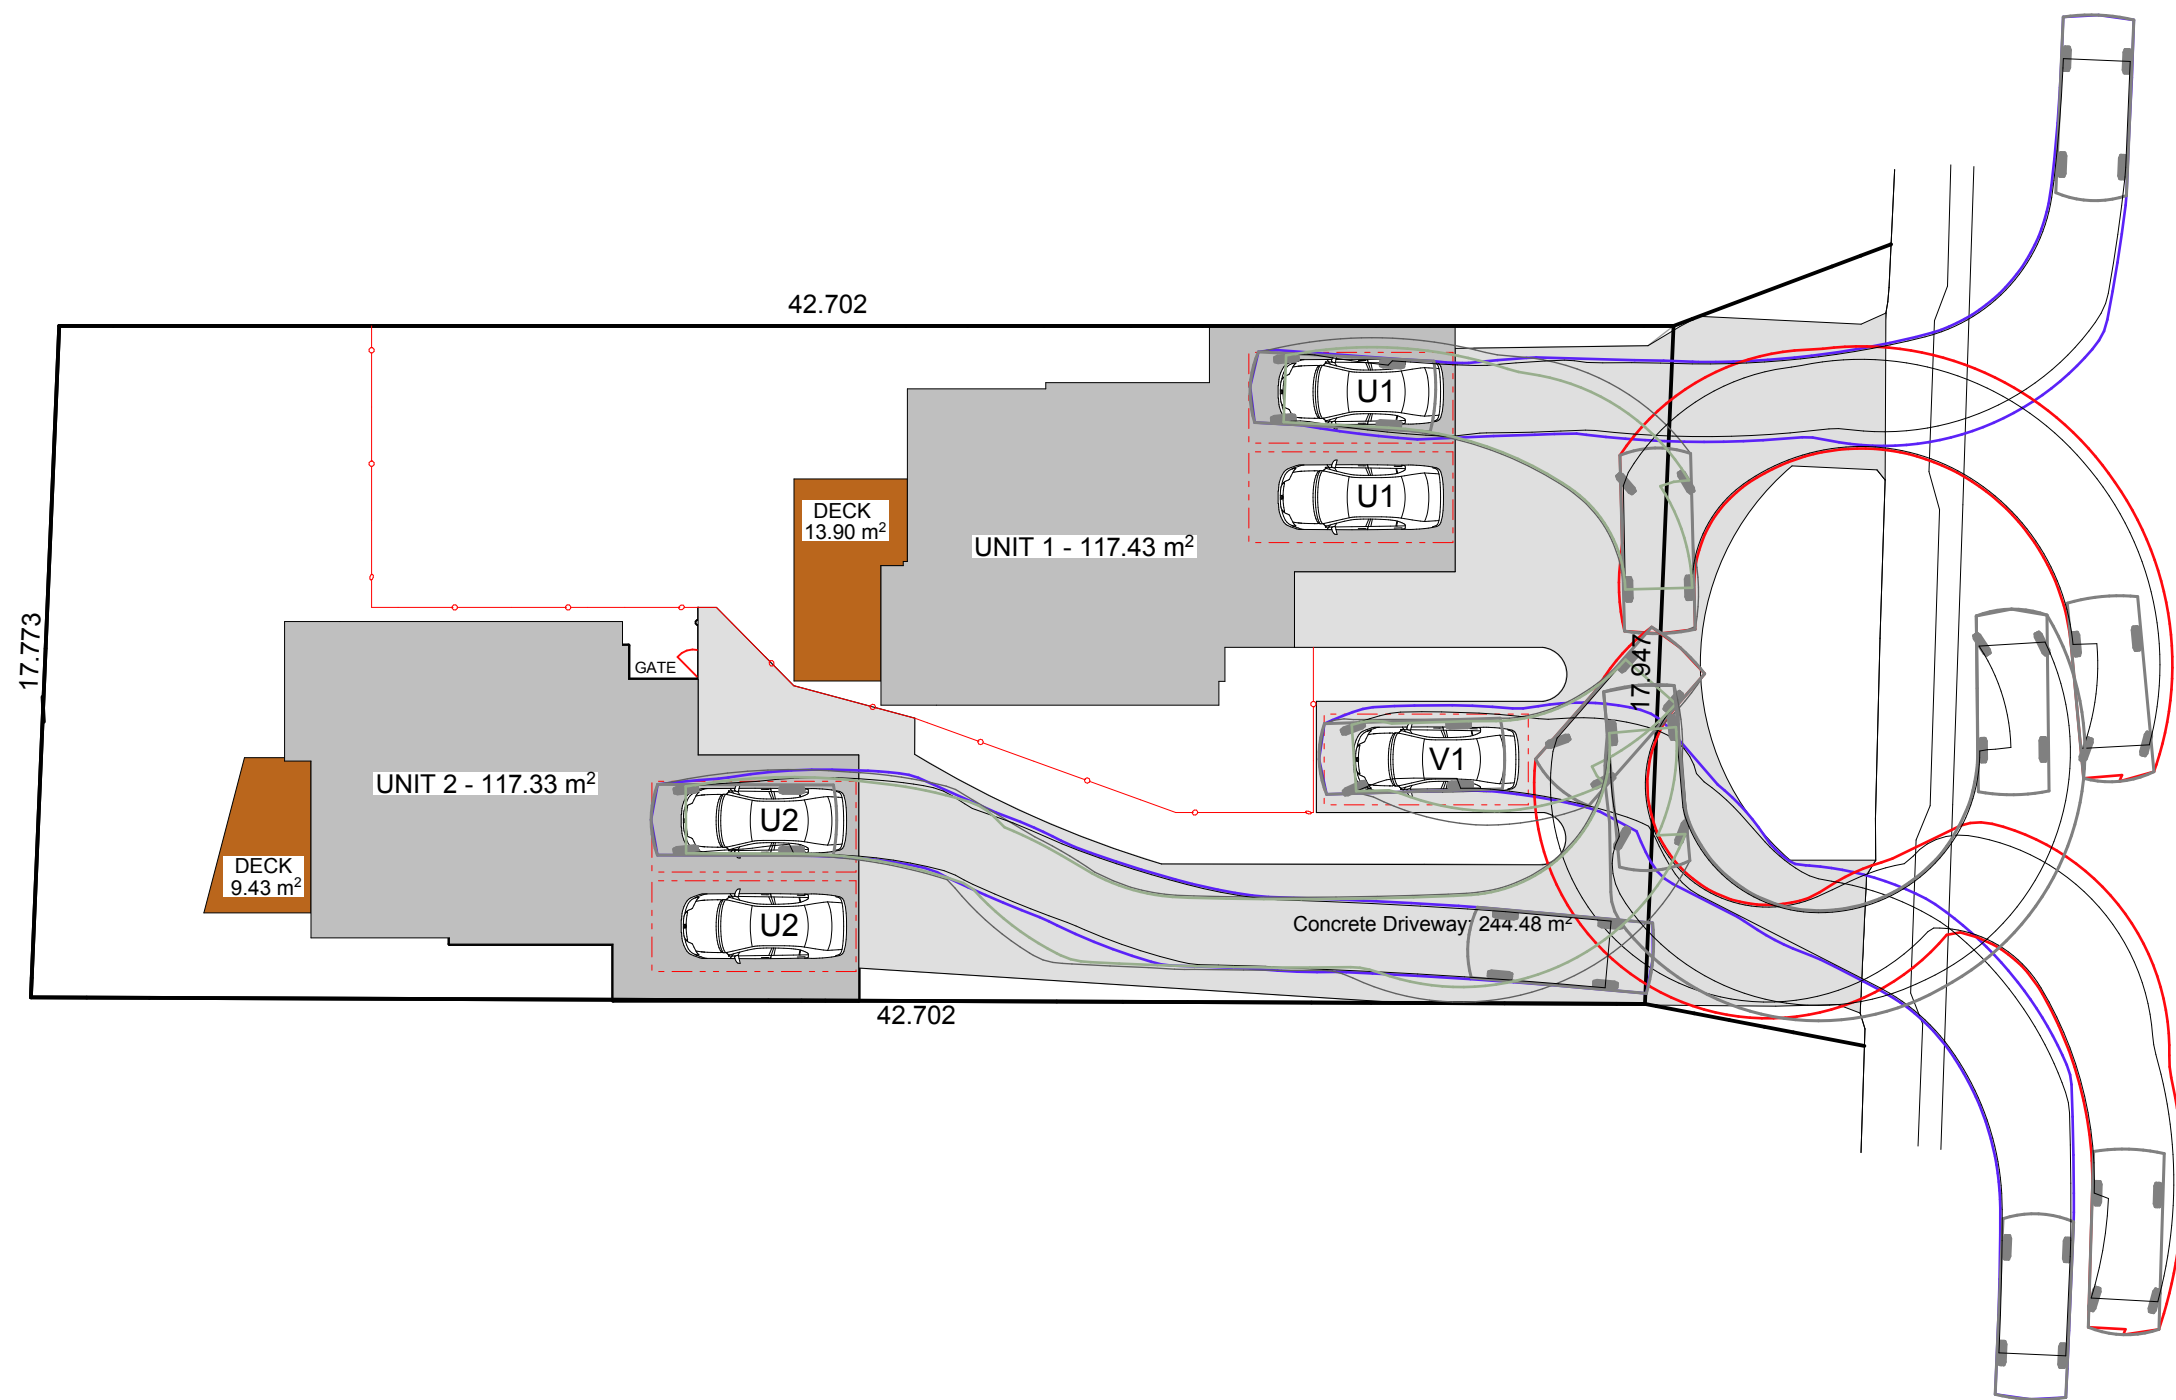 42.702
U1
U1
DECK
13.90 m²
UNIT 1 - 117.43 m²
17.773
GATE
17.947
V1
UNIT 2 - 117.33 m²
U2
DECK
9.43 m²
U2
Concrete Driveway: 244.48 m²
42.702